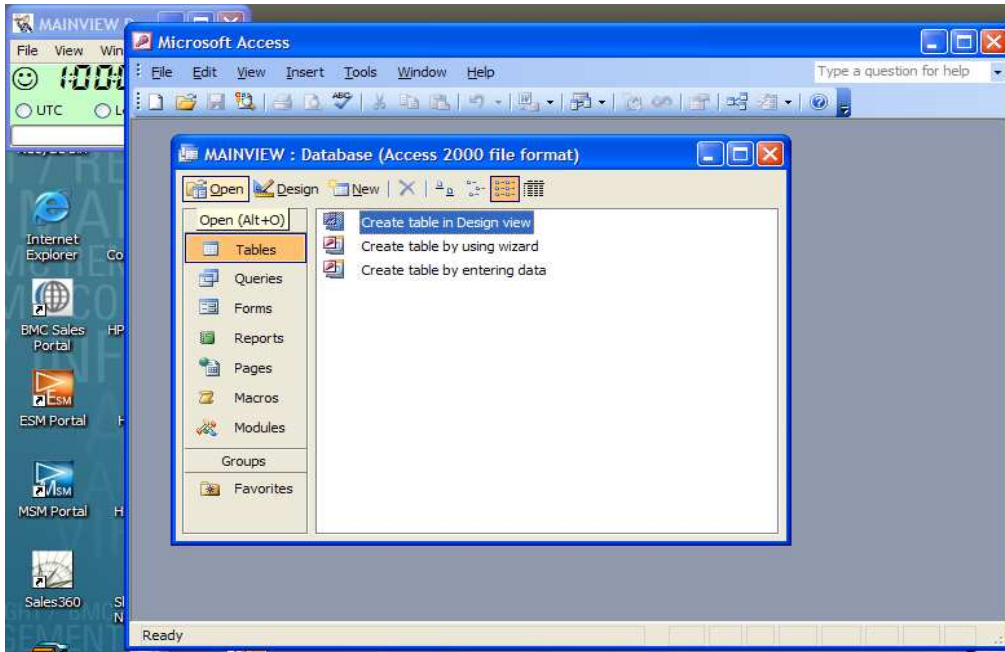 MAINVIEW
File View Win
UTC
Microsoft Access
File Edit View Insert Tools Window Help
Type a question for help
MAINVIEW : Database (Access 2000 file format)
Open Design New
Open (Alt+O)
Tables
Queries
Forms
Reports
Pages
Macros
Modules
Groups
Favorites
Create table in Design view
Create table by using wizard
Create table by entering data
Internet
Explorer
BMC Sales
Portal
HP
ESM
ESM Portal
MSM
MSM Portal
Sales360
Ready